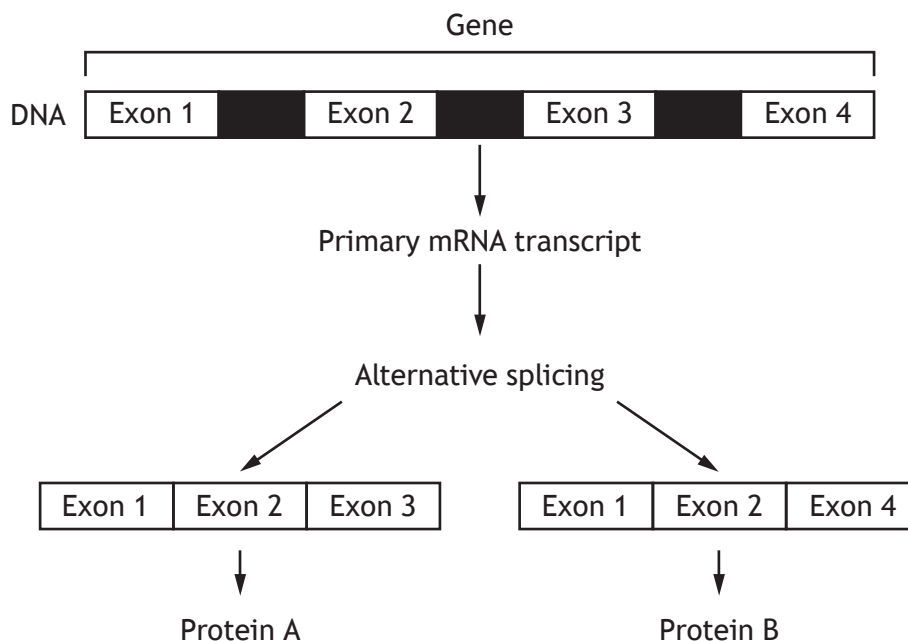 Gene
DNA Exon 1 Exon 2 Exon 3 Exon 4
Primary mRNA transcript
Alternative splicing
Exon 1 Exon 2 Exon 3 Exon 1 Exon 2 Exon 4
Protein A Protein B